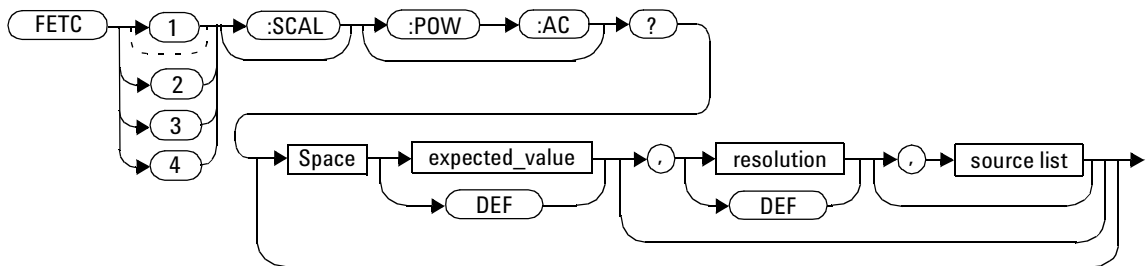 FETC 1 :SCAL :POW :AC ?
2
3
4
Space expected_value , resolution , source list
DEF DEF